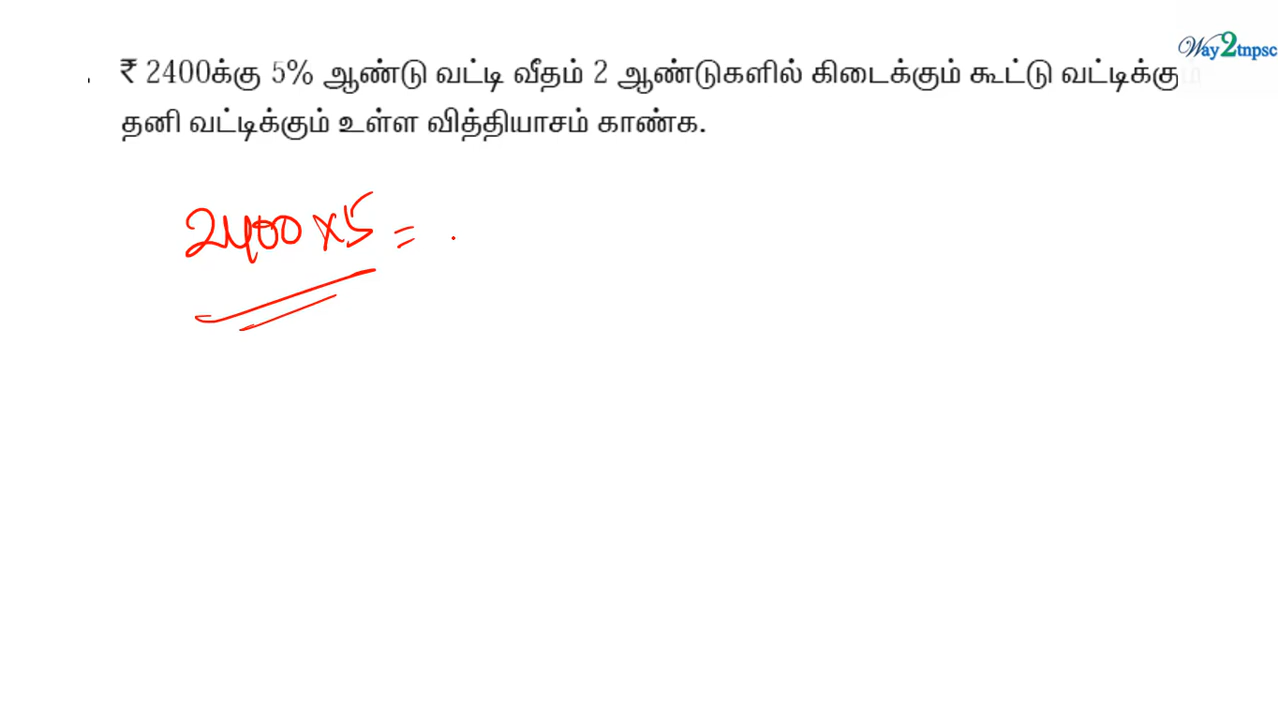 Way2tnpsc
₹ 2400க்கு 5% ஆண்டு வட்டி வீதம் 2 ஆண்டுகளில் கிடைக்கும் கூட்டு வட்டிக்கும்
தனி வட்டிக்கும் உள்ள வித்தியாசம் காண்க.
2400 x 5 =